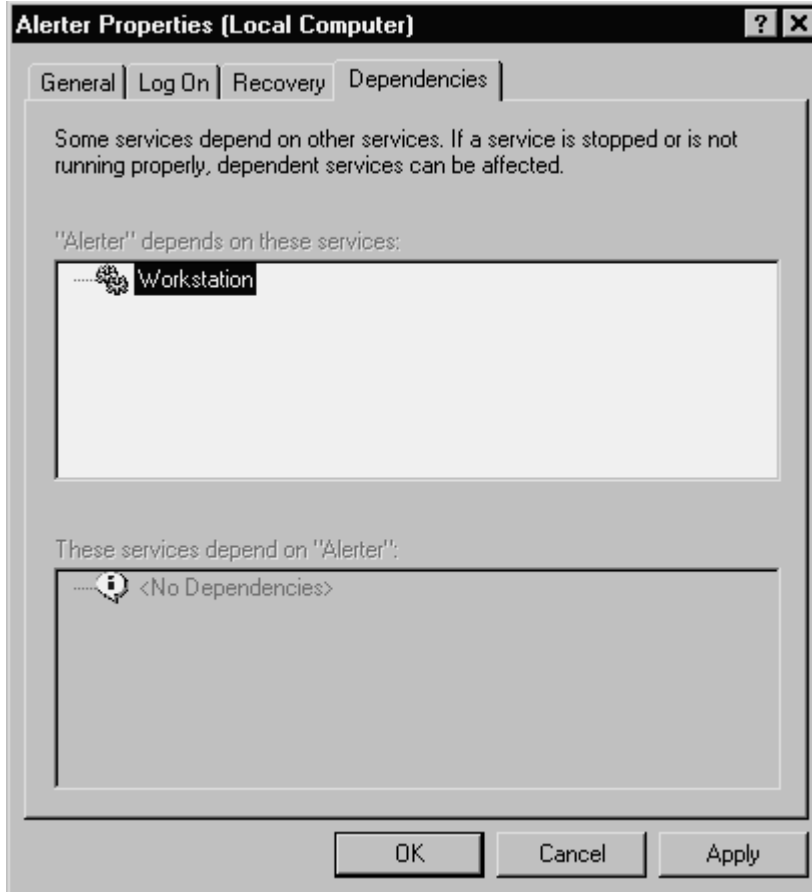 Alerter Properties (Local Computer)
General Log On Recovery Dependencies
Some services depend on other services. If a service is stopped or is not
running properly, dependent services can be affected.
"Alerter" depends on these services:
Workstation
These services depend on "Alerter":
<No Dependencies>
OK Cancel Apply